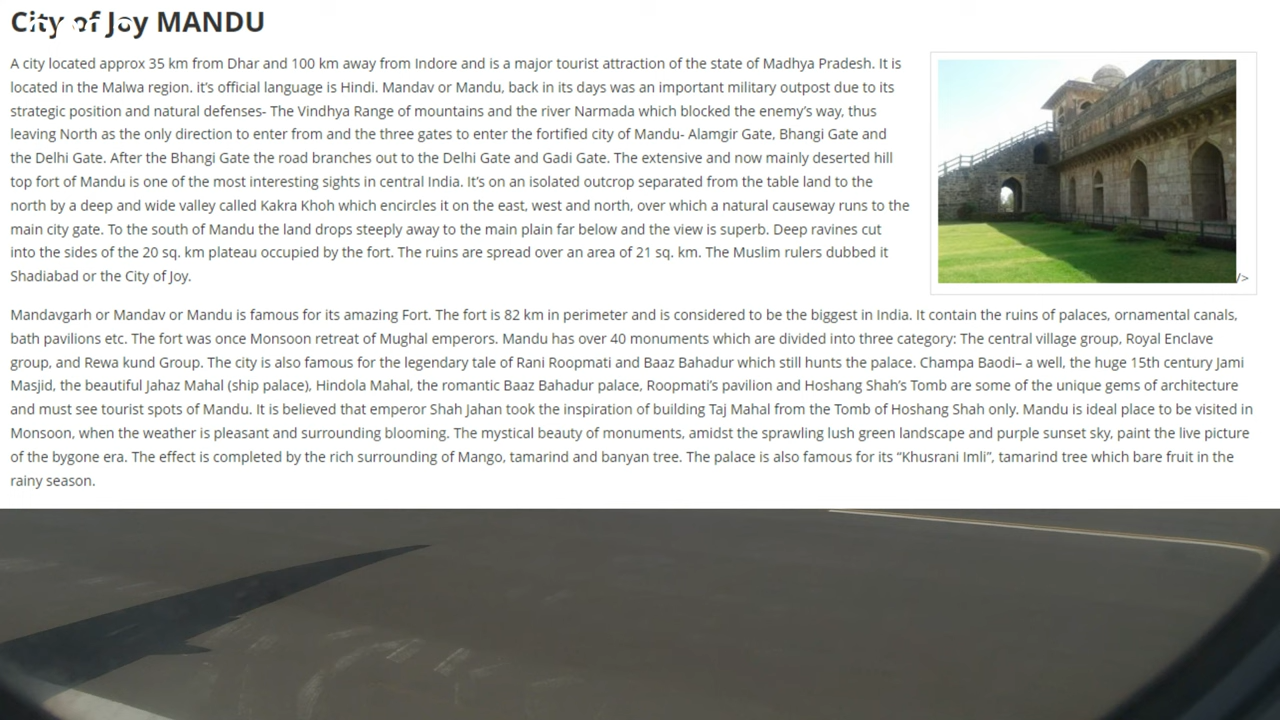 City of Joy MANDU
A city located approx 35 km from Dhar and 100 km away from Indore and is a major tourist attraction of the state of Madhya Pradesh. It is
located in the Malwa region. it's official language is Hindi. Mandav or Mandu, back in its days was an important military outpost due to its
strategic position and natural defenses- The Vindhya Range of mountains and the river Narmada which blocked the enemy's way, thus
leaving North as the only direction to enter from and the three gates to enter the fortified city of Mandu- Alamgir Gate, Bhangi Gate and
the Delhi Gate. After the Bhangi Gate the road branches out to the Delhi Gate and Gadi Gate. The extensive and now mainly deserted hill
top fort of Mandu is one of the most interesting sights in central India. It's on an isolated outcrop separated from the table land to the
north by a deep and wide valley called Kakra Khoh which encircles it on the east, west and north, over which a natural causeway runs to the
main city gate. To the south of Mandu the land drops steeply away to the main plain far below and the view is superb. Deep ravines cut
into the sides of the 20 sq. km plateau occupied by the fort. The ruins are spread over an area of 21 sq. km. The Muslim rulers dubbed it
Shadiabad or the City of Joy.
/>
Mandavgarh or Mandav or Mandu is famous for its amazing Fort. The fort is 82 km in perimeter and is considered to be the biggest in India. It contain the ruins of palaces, ornamental canals,
bath pavilions etc. The fort was once Monsoon retreat of Mughal emperors. Mandu has over 40 monuments which are divided into three category: The central village group, Royal Enclave
group, and Rewa kund Group. The city is also famous for the legendary tale of Rani Roopmati and Baaz Bahadur which still hunts the palace. Champa Baodi– a well, the huge 15th century Jami
Masjid, the beautiful Jahaz Mahal (ship palace), Hindola Mahal, the romantic Baaz Bahadur palace, Roopmati's pavilion and Hoshang Shah's Tomb are some of the unique gems of architecture
and must see tourist spots of Mandu. It is believed that emperor Shah Jahan took the inspiration of building Taj Mahal from the Tomb of Hoshang Shah only. Mandu is ideal place to be visited in
Monsoon, when the weather is pleasant and surrounding blooming. The mystical beauty of monuments, amidst the sprawling lush green landscape and purple sunset sky, paint the live picture
of the bygone era. The effect is completed by the rich surrounding of Mango, tamarind and banyan tree. The palace is also famous for its “Khusrani Imli”, tamarind tree which bare fruit in the
rainy season.